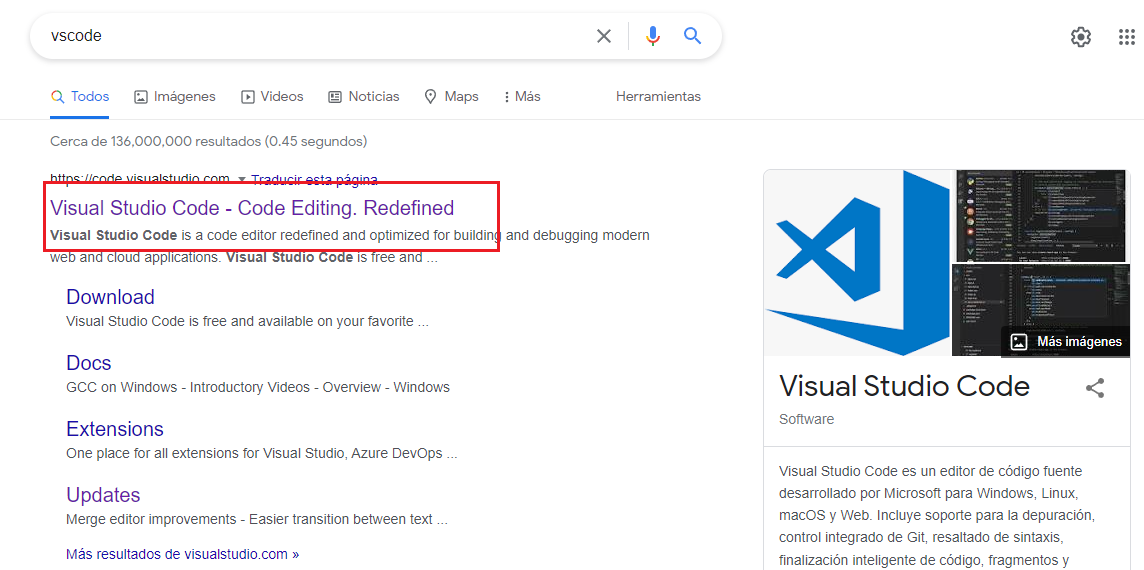 vscode
Todos
Imágenes
Videos
Noticias
Maps
Más
Herramientas
Cerca de 136,000,000 resultados (0.45 segundos)
https://code.visualstudio.com Traducir esta página
Visual Studio Code - Code Editing. Redefined
Visual Studio Code is a code editor redefined and optimized for building and debugging modern
web and cloud applications. Visual Studio Code is free and ...
Download
Visual Studio Code is free and available on your favorite ...
Docs
GCC on Windows - Introductory Videos - Overview - Windows
Extensions
One place for all extensions for Visual Studio, Azure DevOps ...
Updates
Merge editor improvements - Easier transition between text ...
Más resultados de visualstudio.com »
Más imágenes
Visual Studio Code
Software
Visual Studio Code es un editor de código fuente
desarrollado por Microsoft para Windows, Linux,
macOS y Web. Incluye soporte para la depuración,
control integrado de Git, resaltado de sintaxis,
finalización inteligente de código, fragmentos y